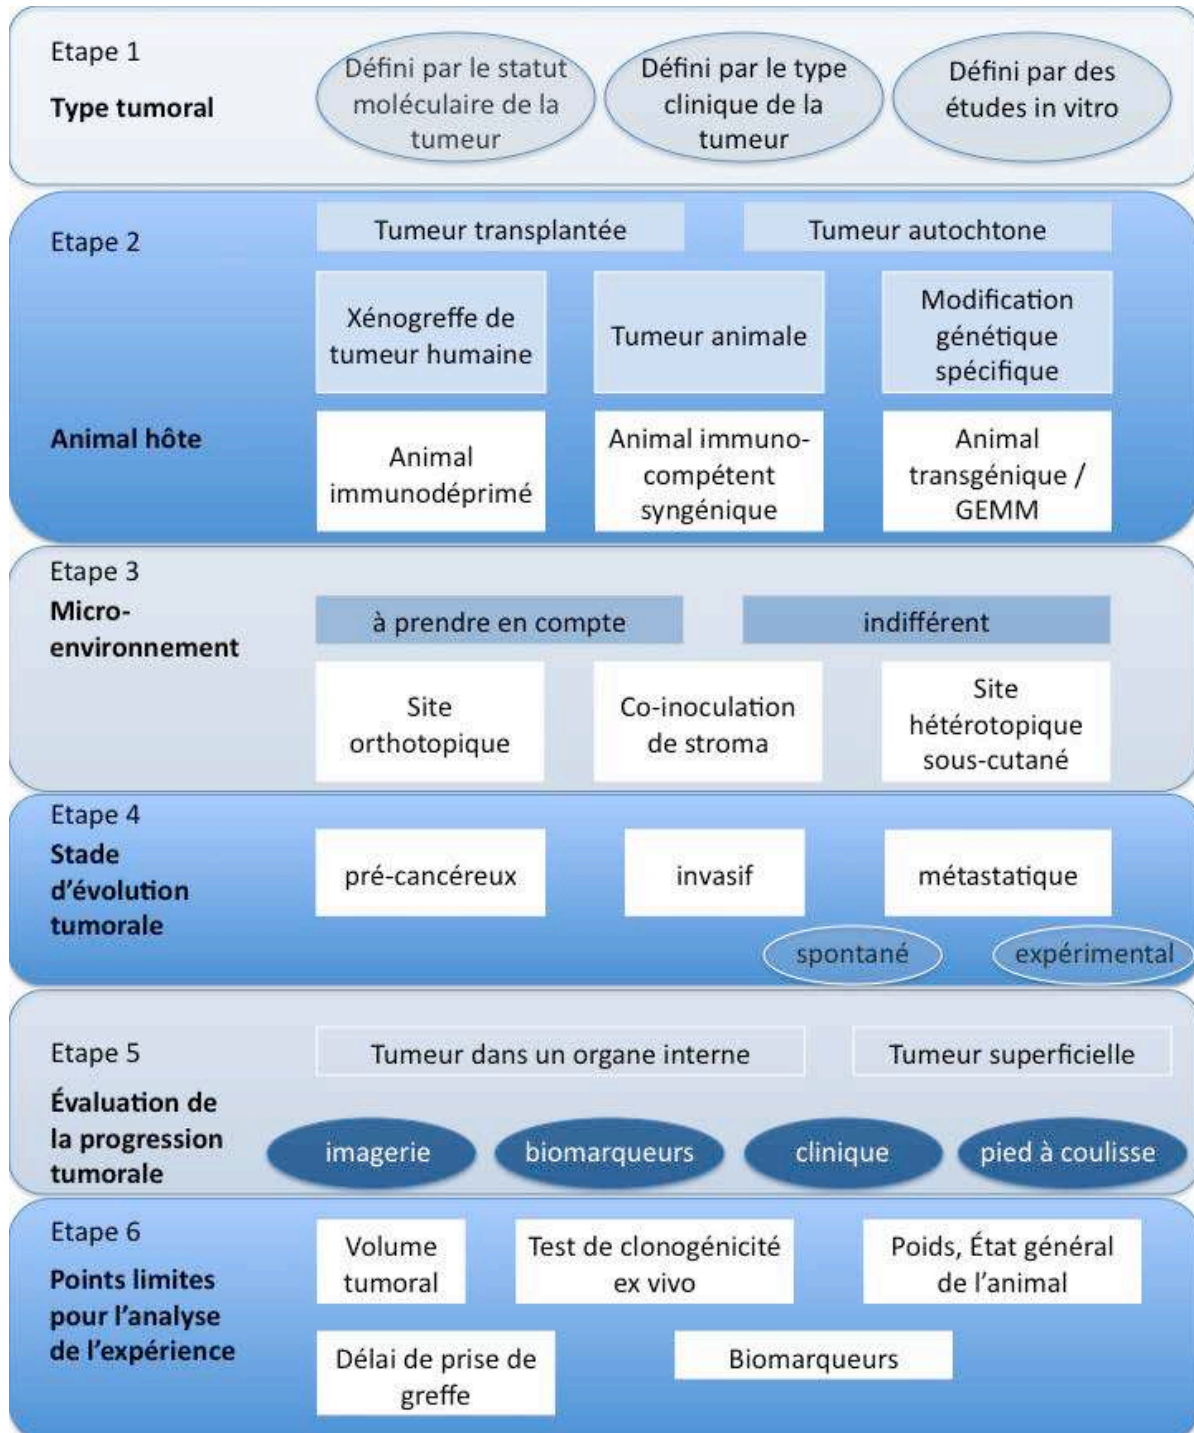 Etape 1
Type tumoral
Défini par le statut
moléculaire de la
tumeur
Défini par le type
clinique de la
tumeur
Défini par des
études in vitro
Etape 2
Tumeur transplantée
Tumeur autochtone
Xénogreffe de
tumeur humaine
Tumeur animale
Modification
génétique
spécifique
Animal hôte
Animal
immunodéprimé
Animal immuno-
compétent
syngénique
Animal
transgénique /
GEMM
Etape 3
Micro-
environnement
à prendre en compte
indifférent
Site
orthotopique
Co-inoculation
de stroma
Site
hétérotopique
sous-cutané
Etape 4
Stade
d’évolution
tumorale
pré-cancéreux
invasif
métastatique
spontané
expérimental
Etape 5
Évaluation de
la progression
tumorale
Tumeur dans un organe interne
Tumeur superficielle
imagerie
biomarqueurs
clinique
pied à coulisse
Etape 6
Points limites
pour l’analyse
de l’expérience
Volume
tumoral
Test de clonogénicité
ex vivo
Poids, État général
de l’animal
Délai de prise de
greffe
Biomarqueurs